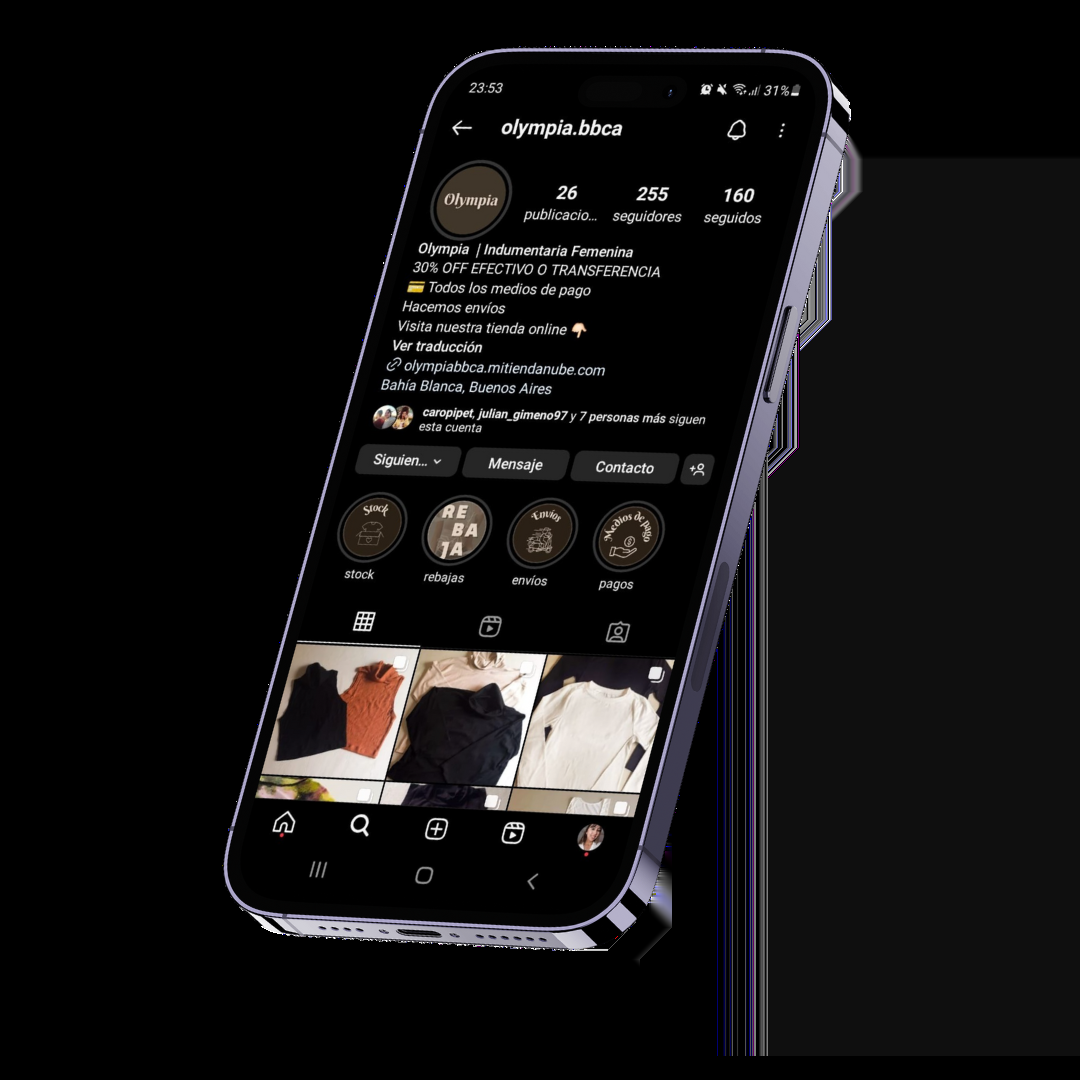 23:53
31%
olympia.bbca
Olympia
26
255
160
publicacio...
seguidores
seguidos
Olympia | Indumentaria Femenina
30% OFF EFECTIVO O TRANSFERENCIA
💳 Todos los medios de pago
Hacemos envíos
Visita nuestra tienda online 👇🏻
Ver traducción
olympiabbca.mitiendanube.com
Bahía Blanca, Buenos Aires
caropipet, julian_gimeno97 y 7 personas más siguen
esta cuenta
Siguien...
Mensaje
Contacto
Stock
RE
BA
JA
Envíos
Medios de pago
stock
rebajas
envíos
pagos